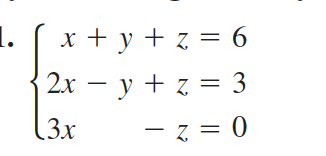 1. x + y + z = 6
2x − y + z = 3
3x − z = 0